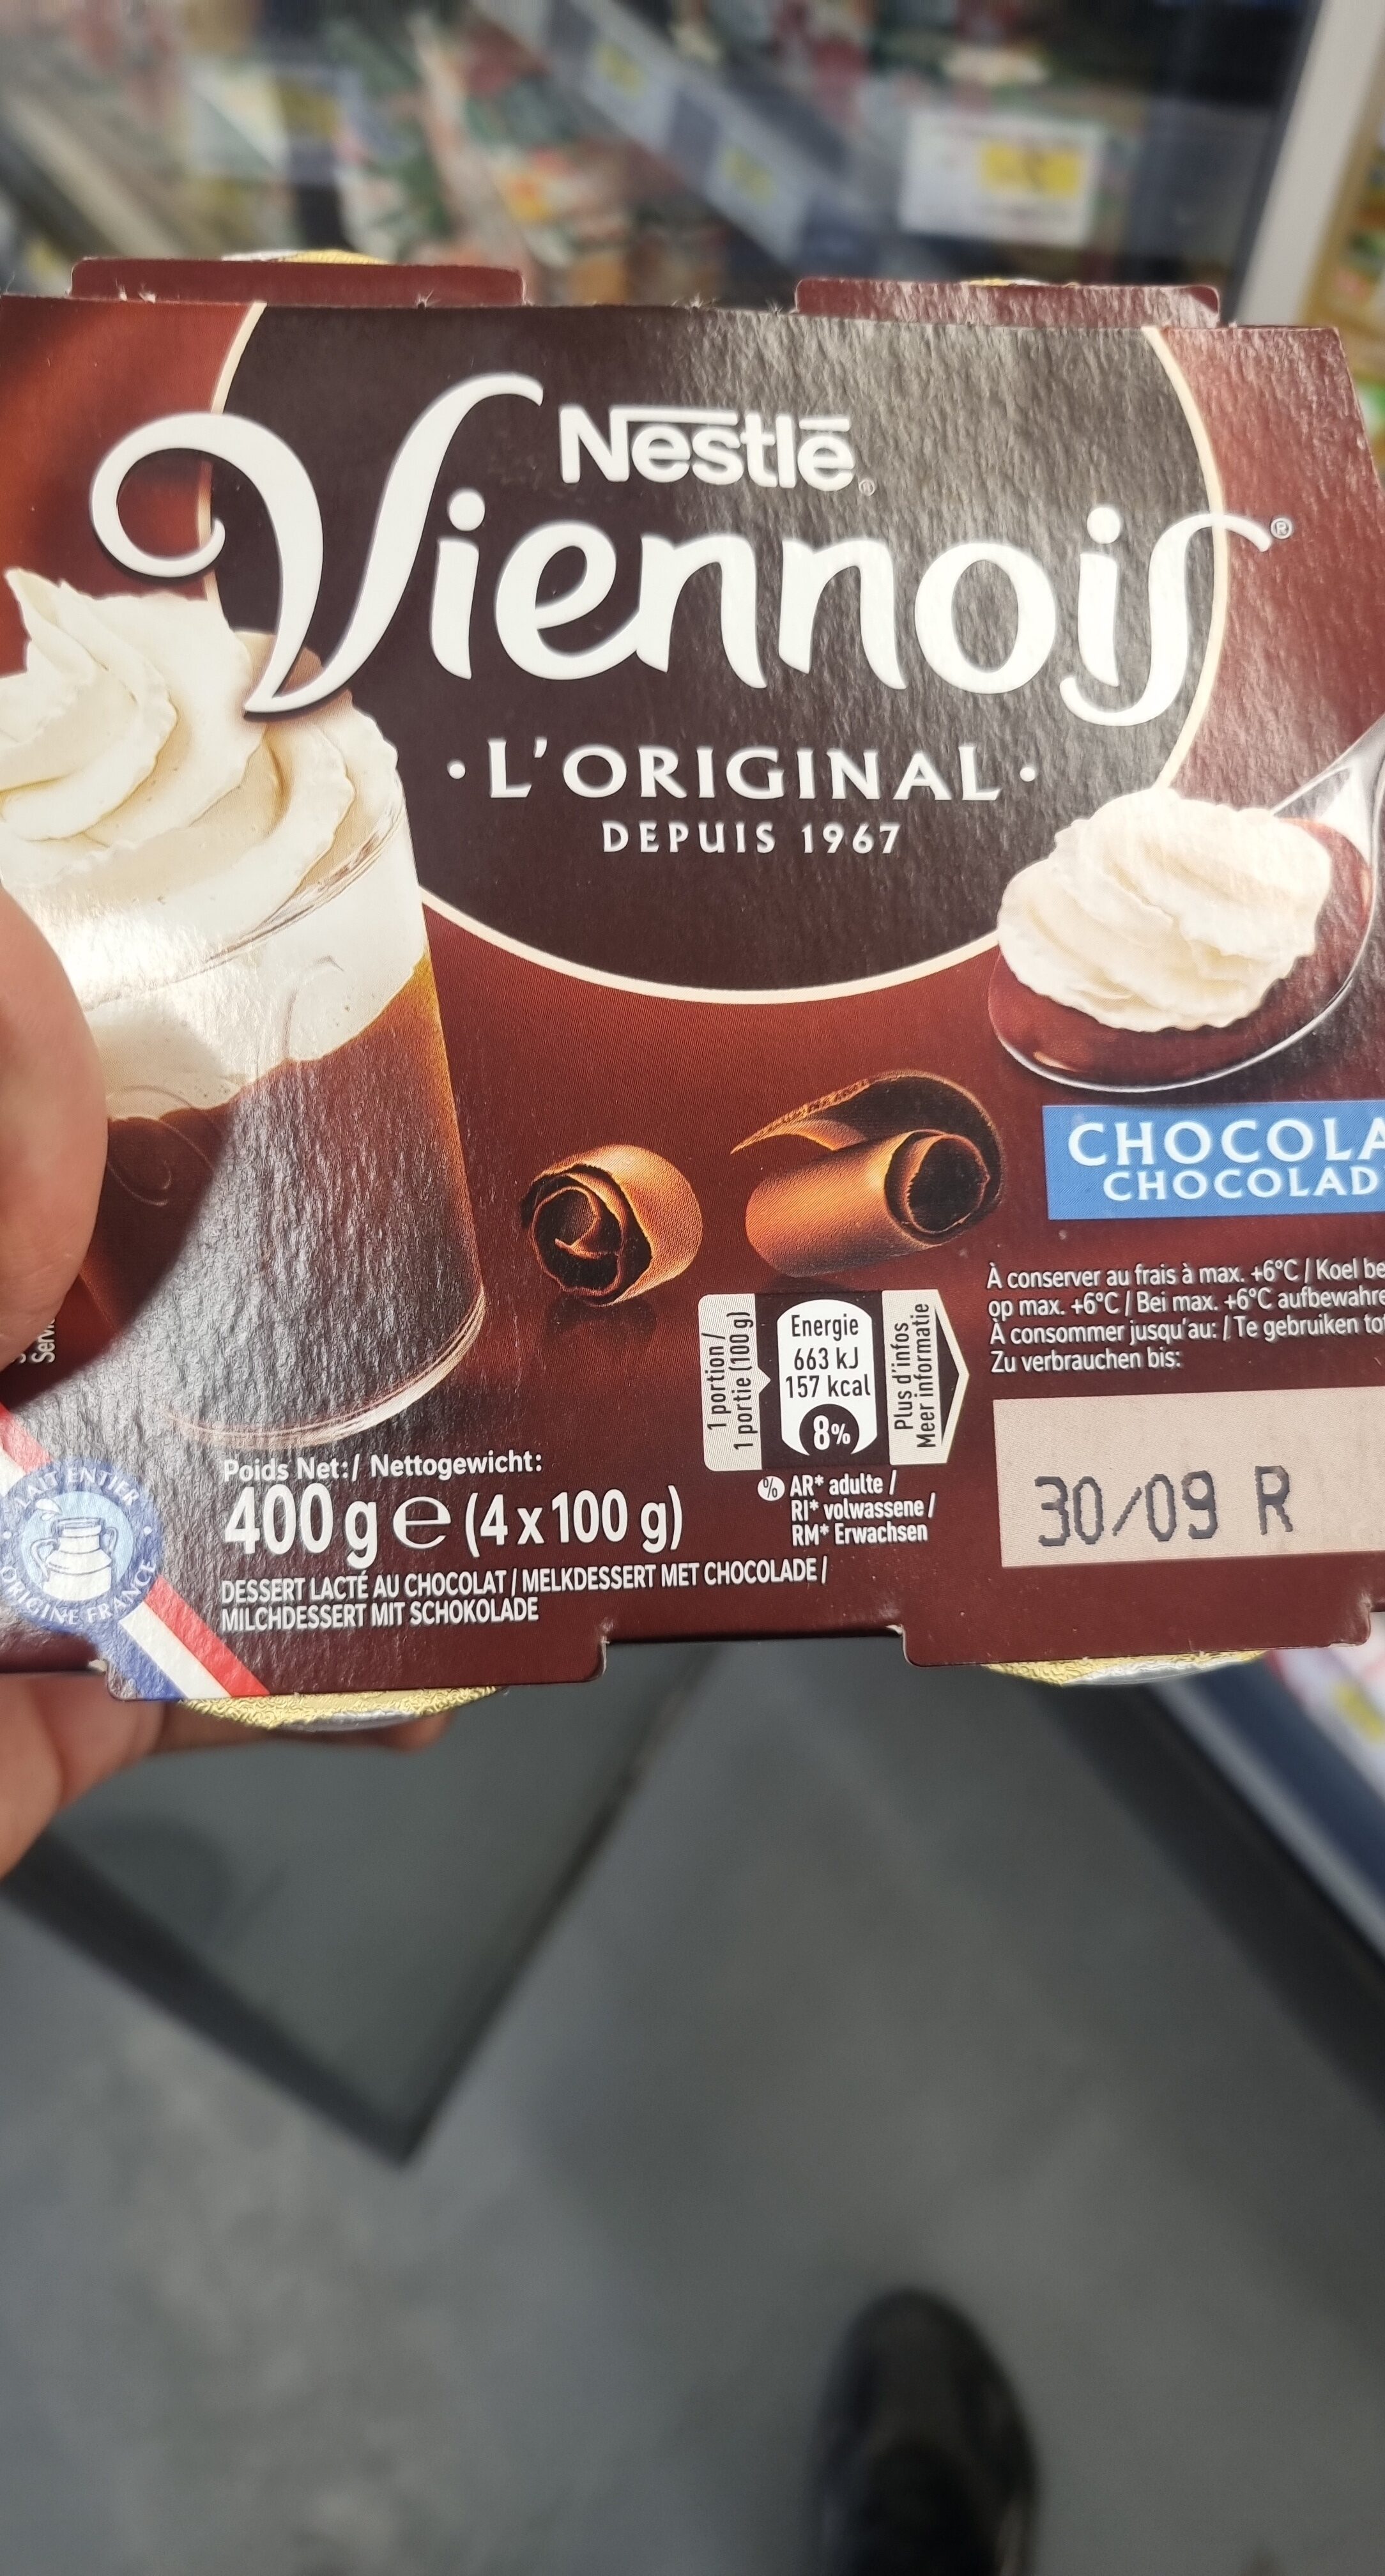 Nestlé®
Viennois®
• L'ORIGINAL •
DEPUIS 1967
CHOCOLA
CHOCOLAD
À conserver au frais à max. +6°C / Koel be
op max. +6°C / Bei max. +6°C aufbewahre
À consommer jusqu'au: / Te gebruiken tot
Zu verbrauchen bis:
30/09 R
1 portion /
1 portie (100 g)
Energie
663 kJ
157 kcal
8%
Plus d'infos
Meer informatie
% AR* adulte /
RI* volwassene /
RM* Erwachsen
Poids Net: / Nettogewicht:
400 g e (4 x 100 g)
DESSERT LACTÉ AU CHOCOLAT / MELKDESSERT MET CHOCOLADE /
MILCHDESSERT MIT SCHOKOLADE
LAIT ENTIER
• ORIGINE FRANCE •